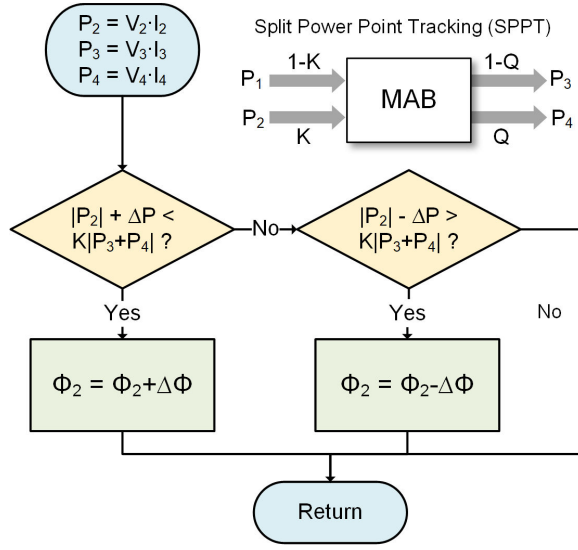 P₂ = V₂·I₂
P₃ = V₃·I₃
P₄ = V₄·I₄
Split Power Point Tracking (SPPT)
1-K
1-Q
P₁
MAB
P₃
P₂
P₄
K
Q
|P₂| + ΔP <
K|P₃+P₄| ?
No
|P₂| - ΔP >
K|P₃+P₄| ?
Yes
Yes
No
Φ₂ = Φ₂+ΔΦ
Φ₂ = Φ₂-ΔΦ
Return